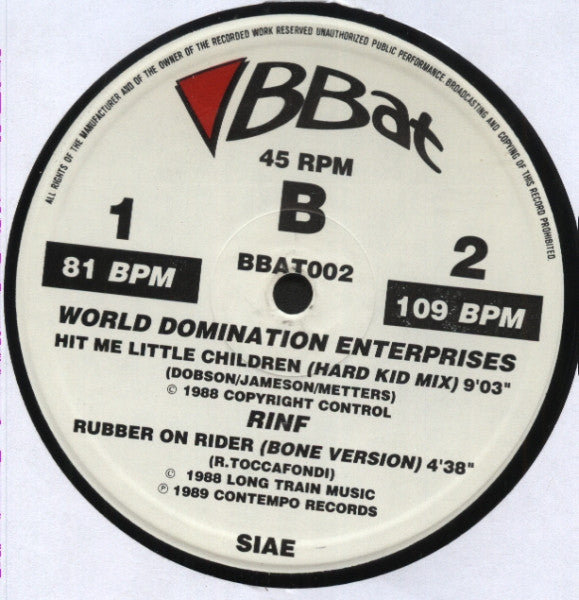 ALL RIGHTS OF THE MANUFACTURER AND OF THE OWNER OF THE RECORDED WORK RESERVED UNAUTHORIZED PUBLIC PERFORMANCE, BROADCASTING AND COPYING OF THIS RECORD PROHIBITED
BBat
45 RPM
1
B
2
81 BPM
BBAT002
109 BPM
WORLD DOMINATION ENTERPRISES
HIT ME LITTLE CHILDREN (HARD KID MIX) 9'03"
(DOBSON/JAMESON/METTERS)
© 1988 COPYRIGHT CONTROL
RINF
RUBBER ON RIDER (BONE VERSION) 4'38"
(R.TOCCAFONDI)
© 1988 LONG TRAIN MUSIC
℗ 1989 CONTEMPO RECORDS
SIAE